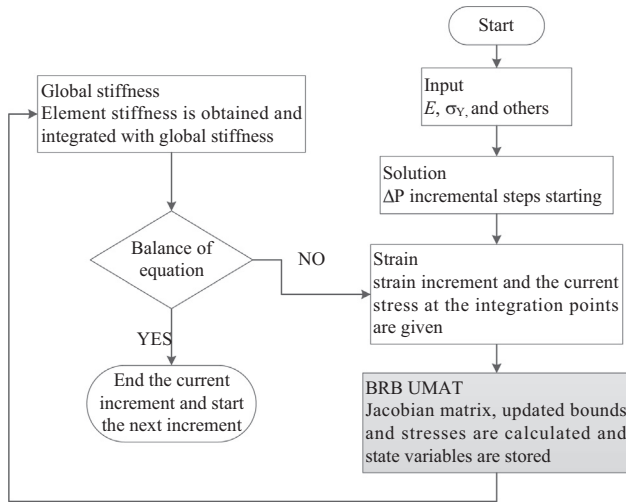 Start
Input
E, σY, and others
Solution
ΔP incremental steps starting
Strain
strain increment and the current
stress at the integration points
are given
BRB UMAT
Jacobian matrix, updated bounds
and stresses are calculated and
state variables are stored
Global stiffness
Element stiffness is obtained and
integrated with global stiffness
Balance of
equation
NO
YES
End the current
increment and start
the next increment